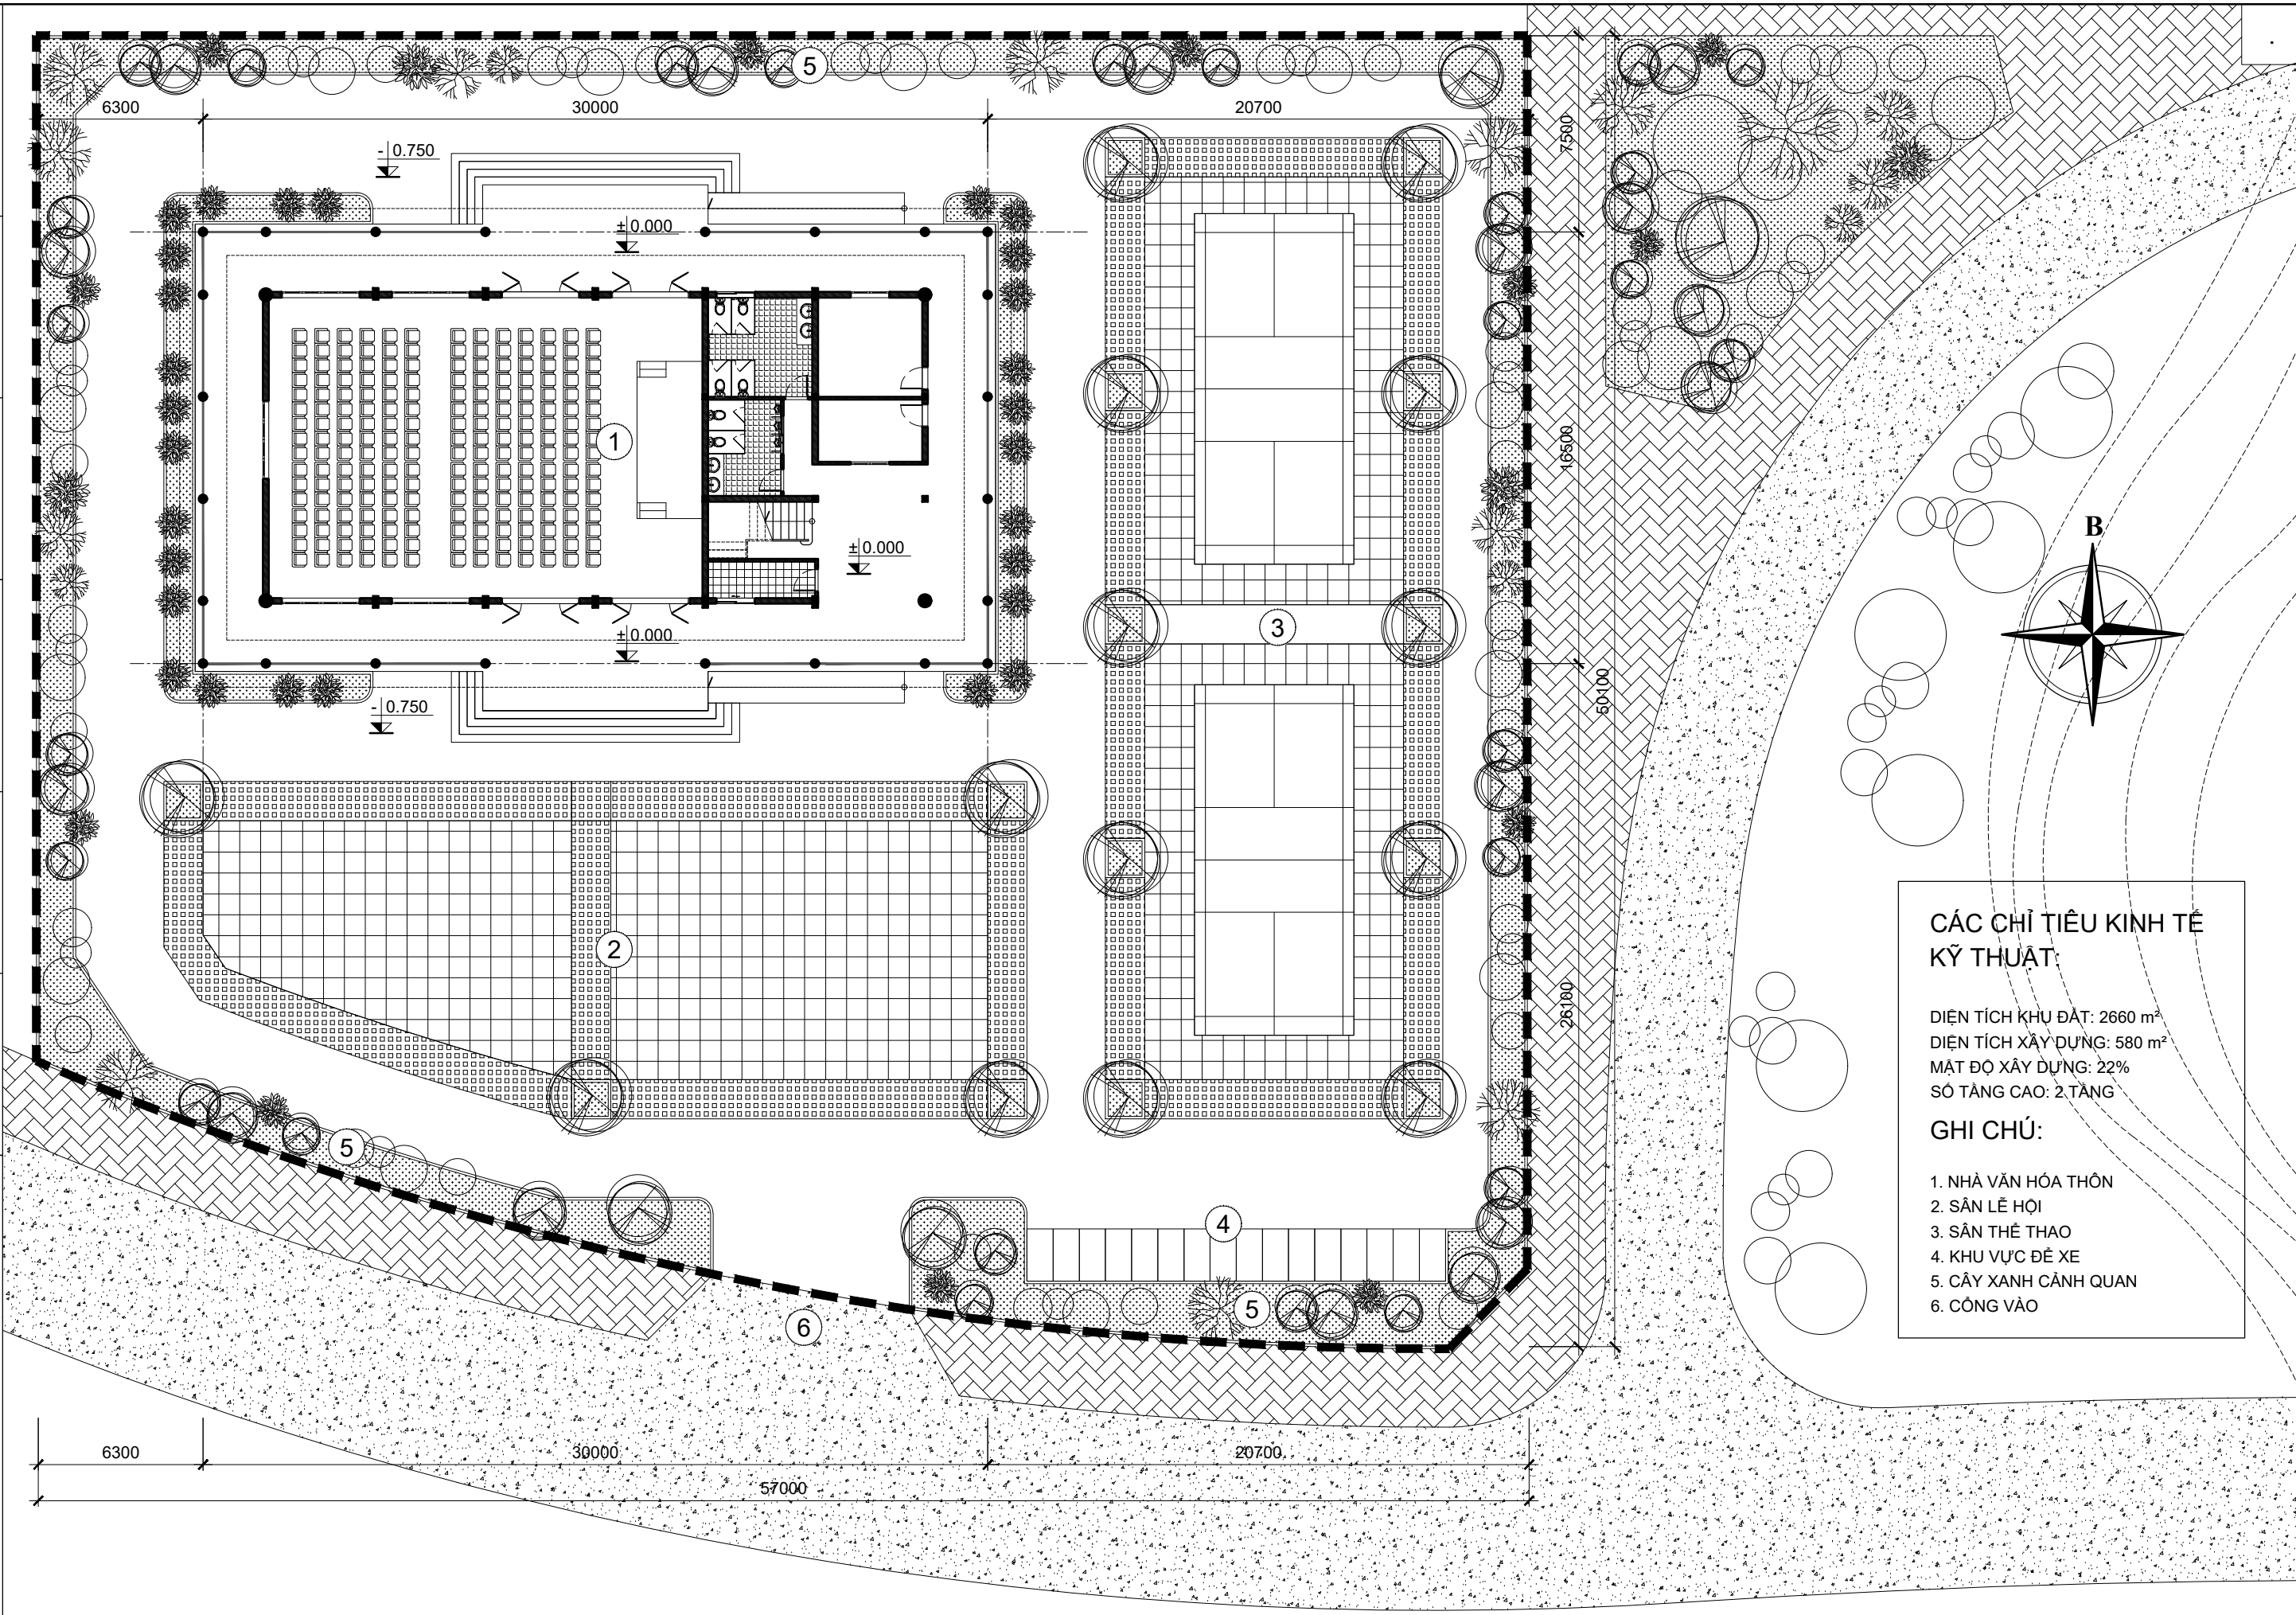 5
6300
30000
20700
7500
- 0.750
± 0.000
1
16500
B
± 0.000
± 0.000
3
50100
- 0.750
2
26100
CÁC CHỈ TIÊU KINH TẾ
KỸ THUẬT:
DIỆN TÍCH KHU ĐẤT: 2660 m²
DIỆN TÍCH XÂY DỰNG: 580 m²
MẬT ĐỘ XÂY DỰNG: 22%
SỐ TẦNG CAO: 2 TẦNG
GHI CHÚ:
1. NHÀ VĂN HÓA THÔN
2. SÂN LỄ HỘI
3. SÂN THỂ THAO
4. KHU VỰC ĐỂ XE
5. CÂY XANH CẢNH QUAN
6. CỔNG VÀO
5
4
5
6
6300
30000
20700
57000